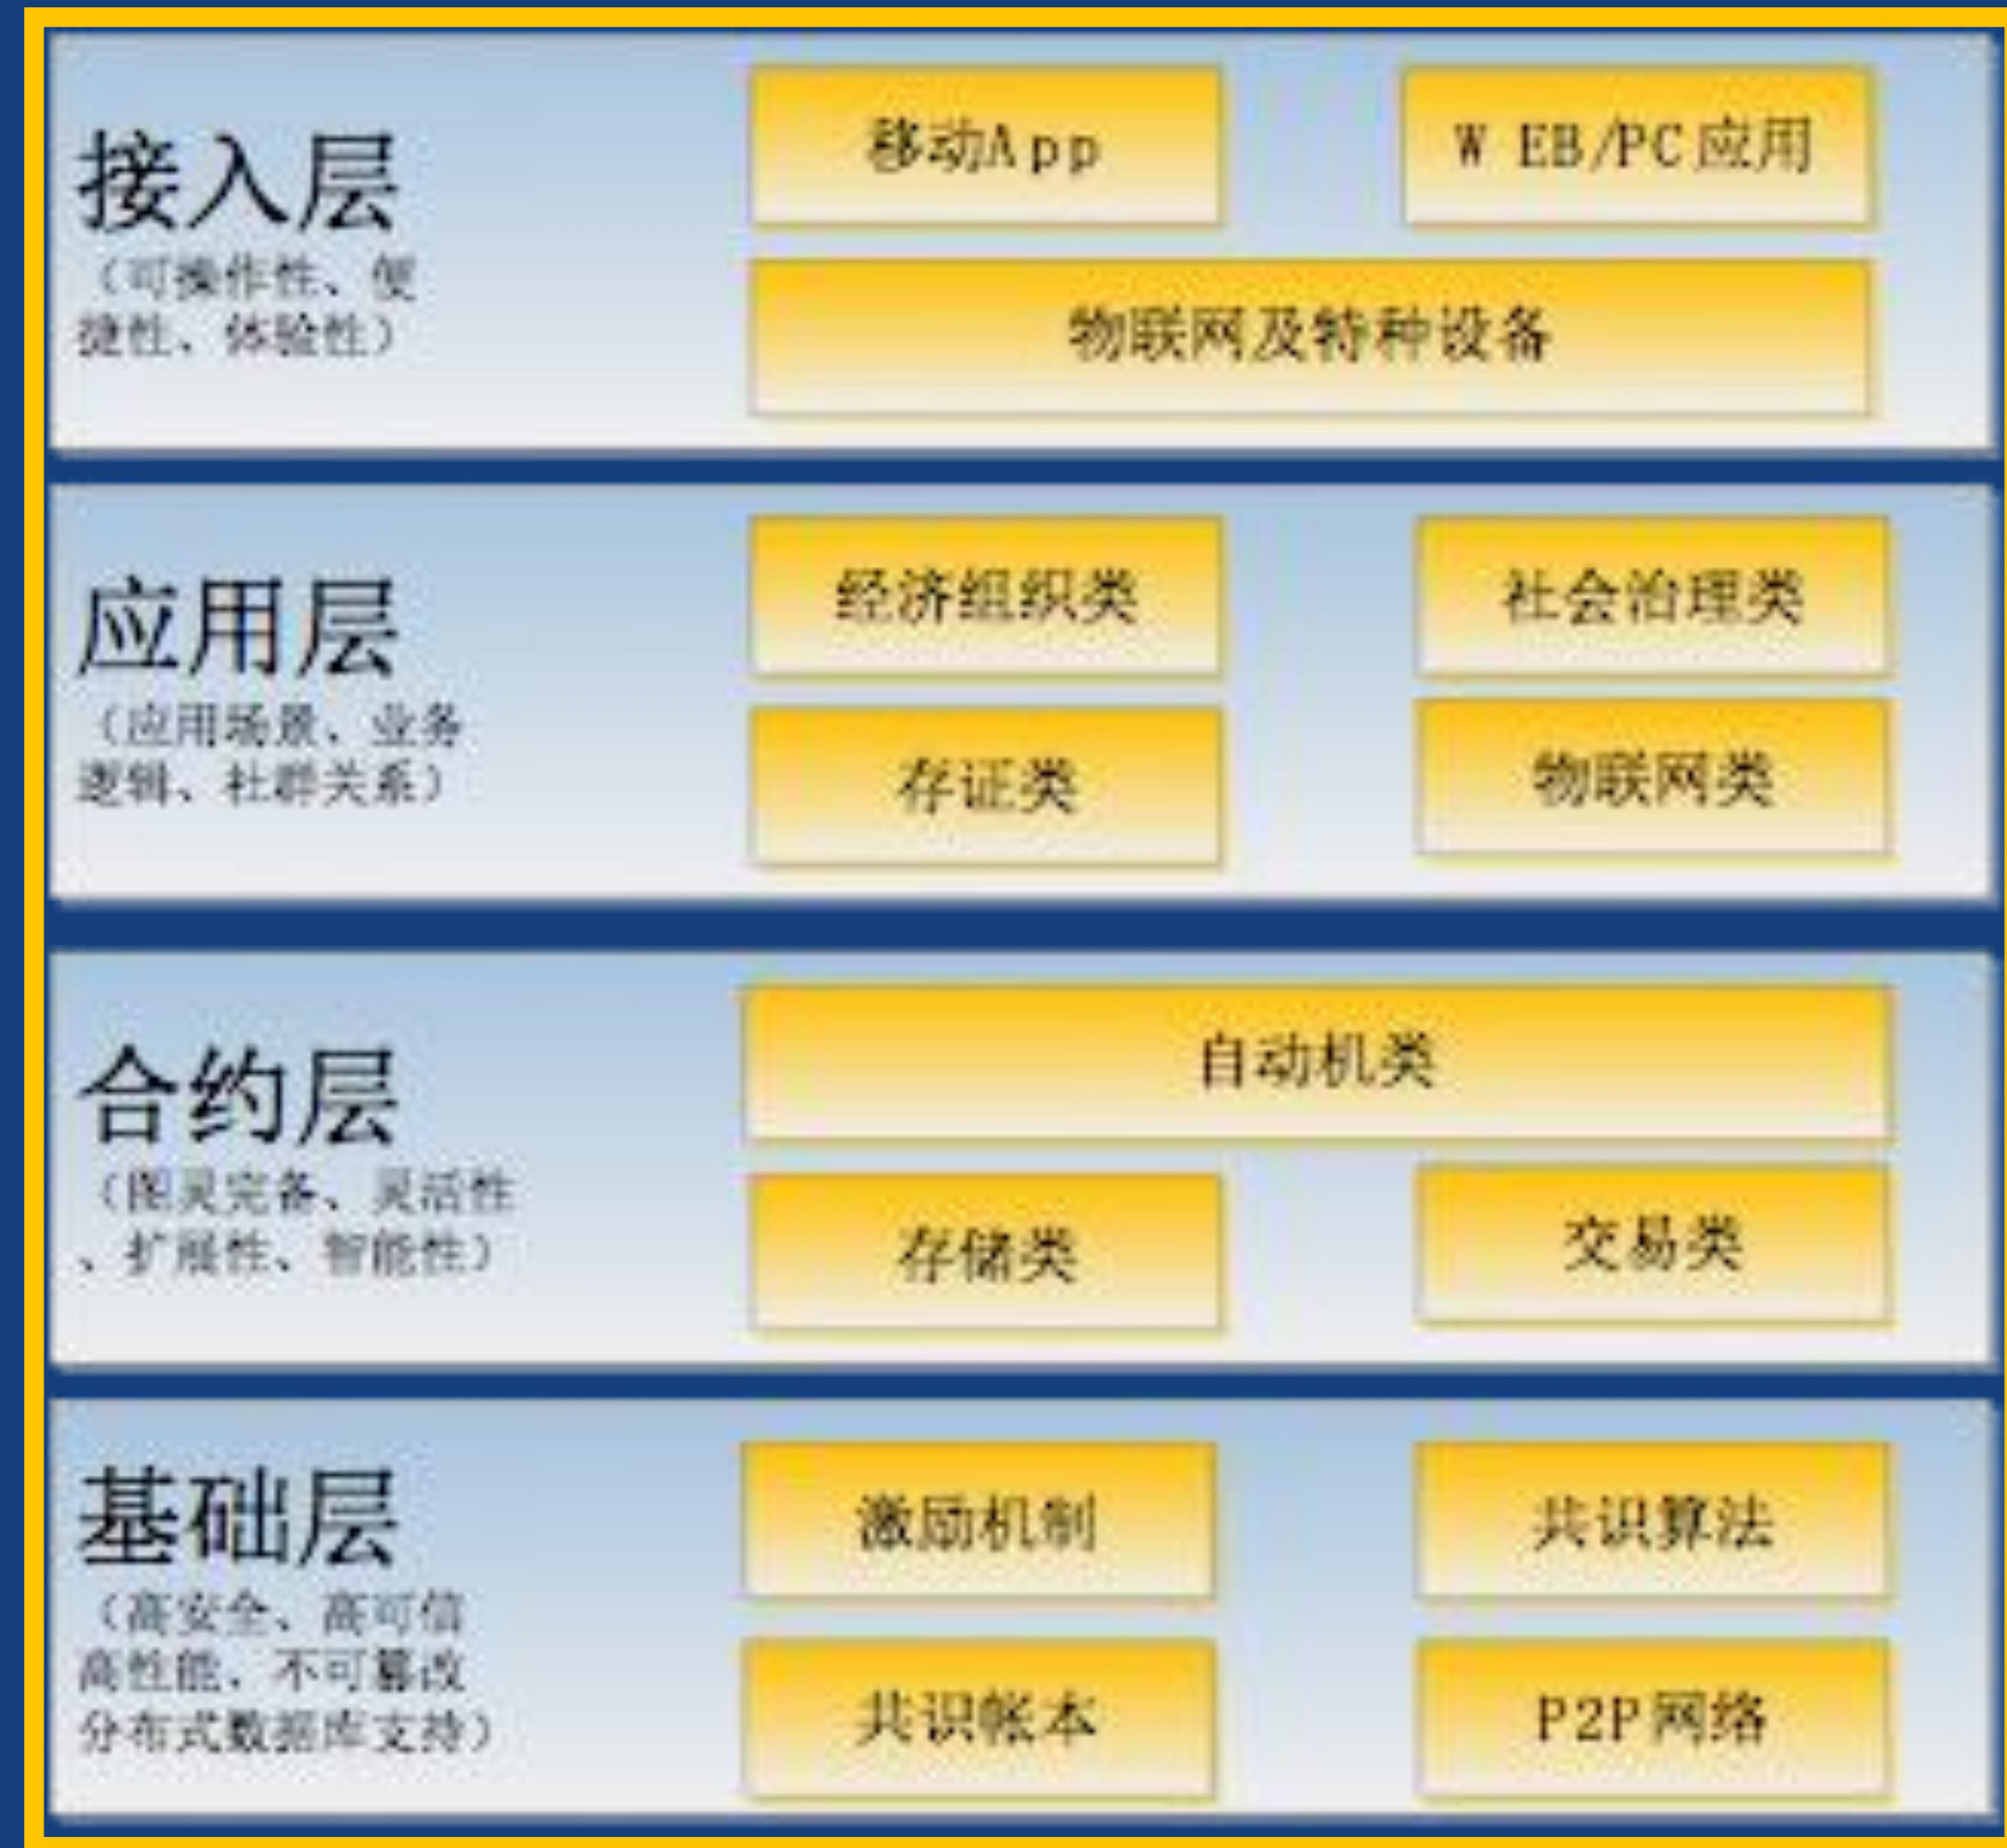 接入层
（可操作性、便
捷性、体验性）
移动App
WEB/PC应用
物联网及特种设备
应用层
（应用场景、业务
逻辑、社群关系）
经济组织类
社会治理类
存证类
物联网类
合约层
（图灵完备、灵活性
、扩展性、智能性）
自动机类
存储类
交易类
基础层
（高安全、高可信
高性能、不可篡改
分布式数据库支持）
激励机制
共识算法
共识帐本
P2P网络